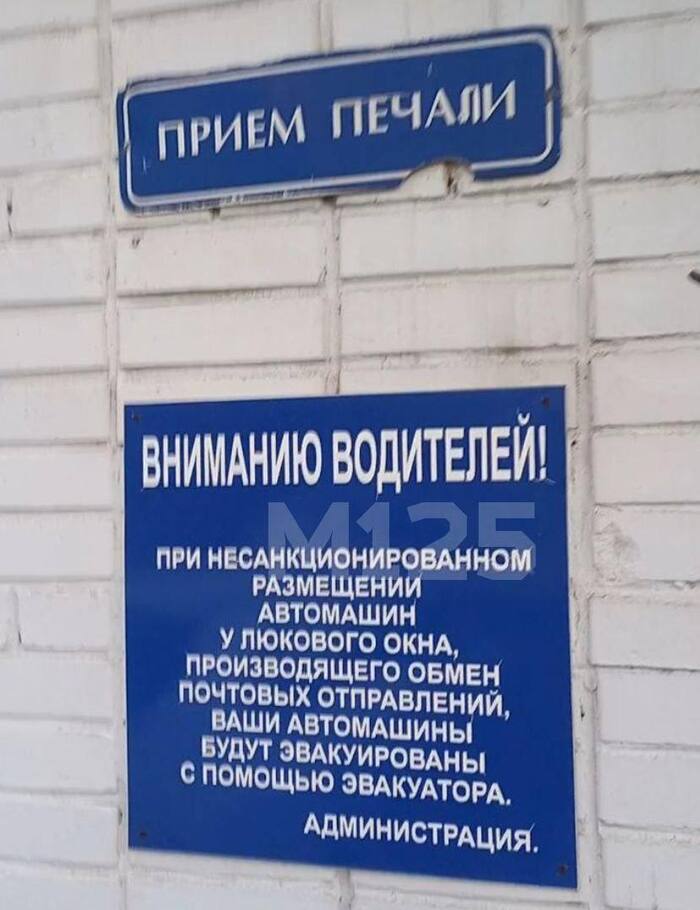 ПРИЕМ ПЕЧАЛИ
ВНИМАНИЮ ВОДИТЕЛЕЙ!
М125
ПРИ НЕСАНКЦИОНИРОВАННОМ
РАЗМЕЩЕНИИ
АВТОМАШИН
У ЛЮКОВОГО ОКНА,
ПРОИЗВОДЯЩЕГО ОБМЕН
ПОЧТОВЫХ ОТПРАВЛЕНИЙ,
ВАШИ АВТОМАШИНЫ
БУДУТ ЭВАКУИРОВАНЫ
С ПОМОЩЬЮ ЭВАКУАТОРА.
АДМИНИСТРАЦИЯ.